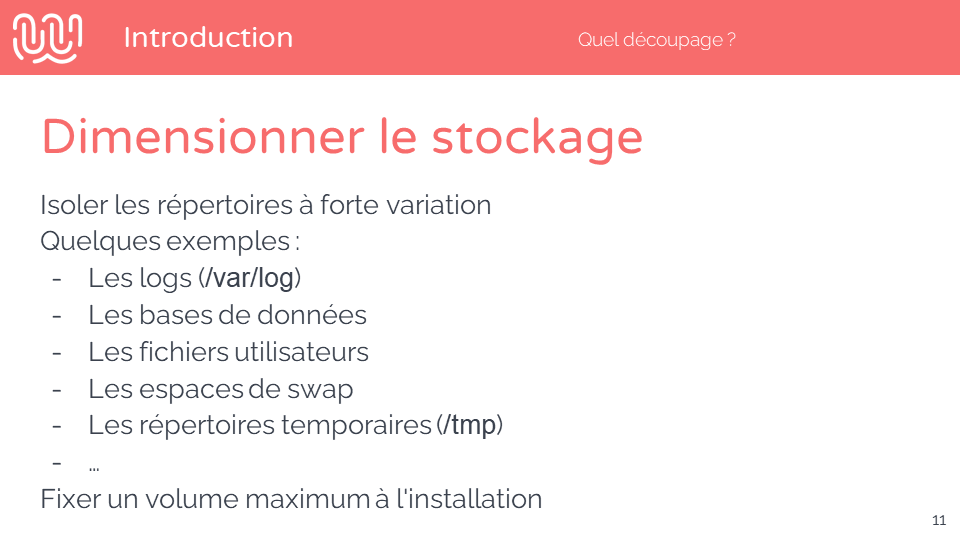 Introduction
Quel découpage ?
Dimensionner le stockage
Isoler les répertoires à forte variation
Quelques exemples :
- Les logs (/var/log)
- Les bases de données
- Les fichiers utilisateurs
- Les espaces de swap
- Les répertoires temporaires (/tmp)
- …
Fixer un volume maximum à l'installation
11